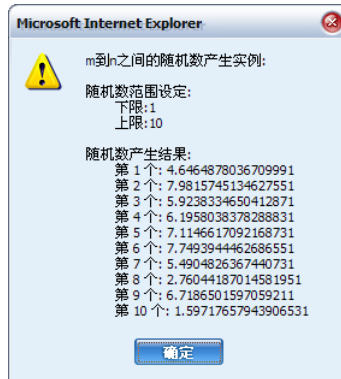 Microsoft Internet Explorer
m到n之间的随机数产生实例:
随机数范围设定:
下限:1
上限:10
随机数产生结果:
第 1 个: 4.6464878036709991
第 2 个: 7.9815745134627551
第 3 个: 5.9238334650412871
第 4 个: 6.1958038378288831
第 5 个: 7.1146617092168731
第 6 个: 7.7493944462686551
第 7 个: 5.4904826367440731
第 8 个: 2.76044187014581951
第 9 个: 6.7186501597059211
第 10 个: 1.59717657943906531
确定